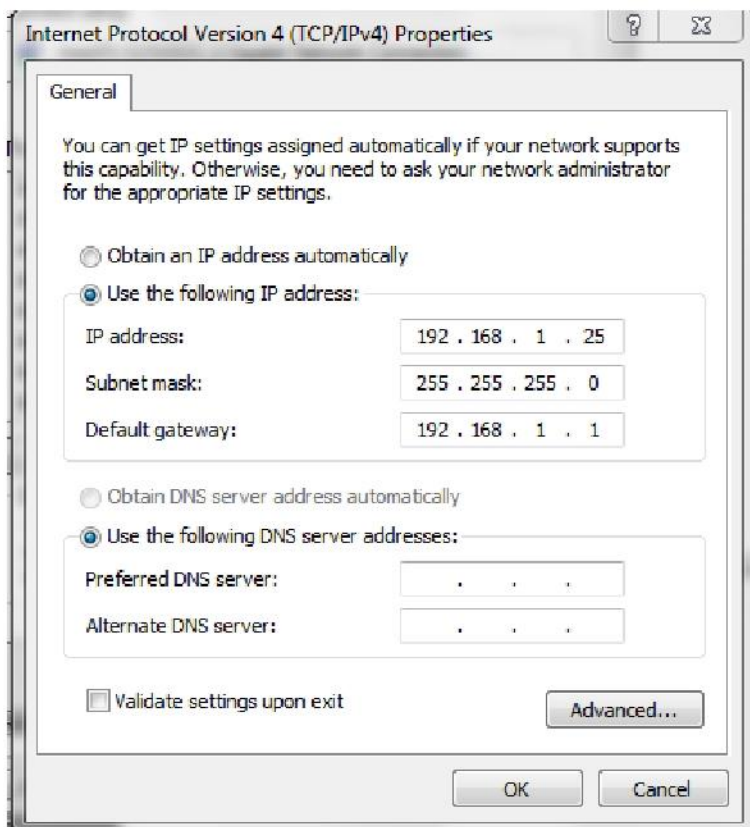 Internet Protocol Version 4 (TCP/IPv4) Properties
General
You can get IP settings assigned automatically if your network supports
this capability. Otherwise, you need to ask your network administrator
for the appropriate IP settings.
Obtain an IP address automatically
Use the following IP address:
IP address: 192 . 168 . 1 . 25
Subnet mask: 255 . 255 . 255 . 0
Default gateway: 192 . 168 . 1 . 1
Obtain DNS server address automatically
Use the following DNS server addresses:
Preferred DNS server: . . .
Alternate DNS server: . . .
Validate settings upon exit
Advanced...
OK Cancel